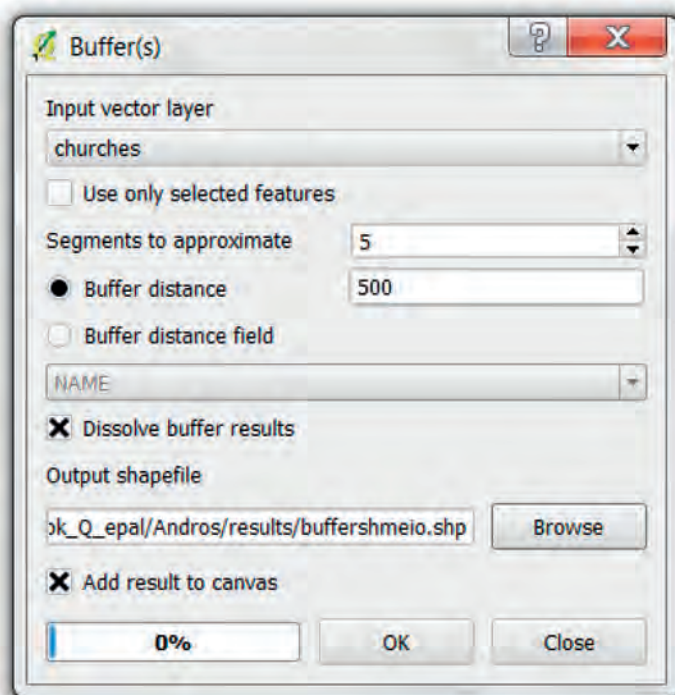 Buffer(s)
Input vector layer
churches
Use only selected features
Segments to approximate 5
Buffer distance 500
Buffer distance field
NAME
Dissolve buffer results
Output shapefile
ok_Q_epal/Andros/results/buffershmeio.shp Browse
Add result to canvas
0% OK Close